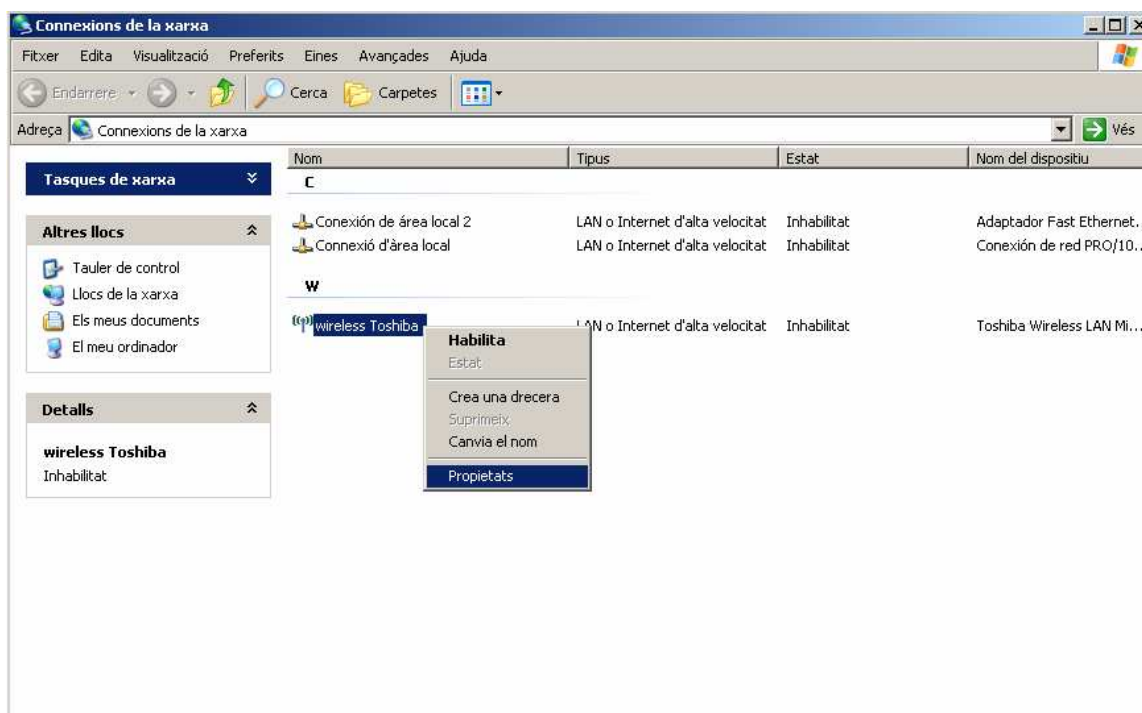 Connexions de la xarxa
Fitxer Edita Visualització Preferits Eines Avançades Ajuda
Endarrere Cerca Carpetes
Adreça Connexions de la xarxa Vés
Nom Tipus Estat Nom del dispositiu
Tasques de xarxa
Altres llocs
Tauler de control
Llocs de la xarxa
Els meus documents
El meu ordinador
Detalls
wireless Toshiba
Inhabilitat
C
Conexión de área local 2 LAN o Internet d'alta velocitat Inhabilitat Adaptador Fast Ethernet.
Connexió d'àrea local LAN o Internet d'alta velocitat Inhabilitat Conexión de red PRO/10..
W
wireless Toshiba LAN o Internet d'alta velocitat Inhabilitat Toshiba Wireless LAN Mi...
Habilita
Estat
Crea una drecera
Suprimeix
Canvia el nom
Propietats